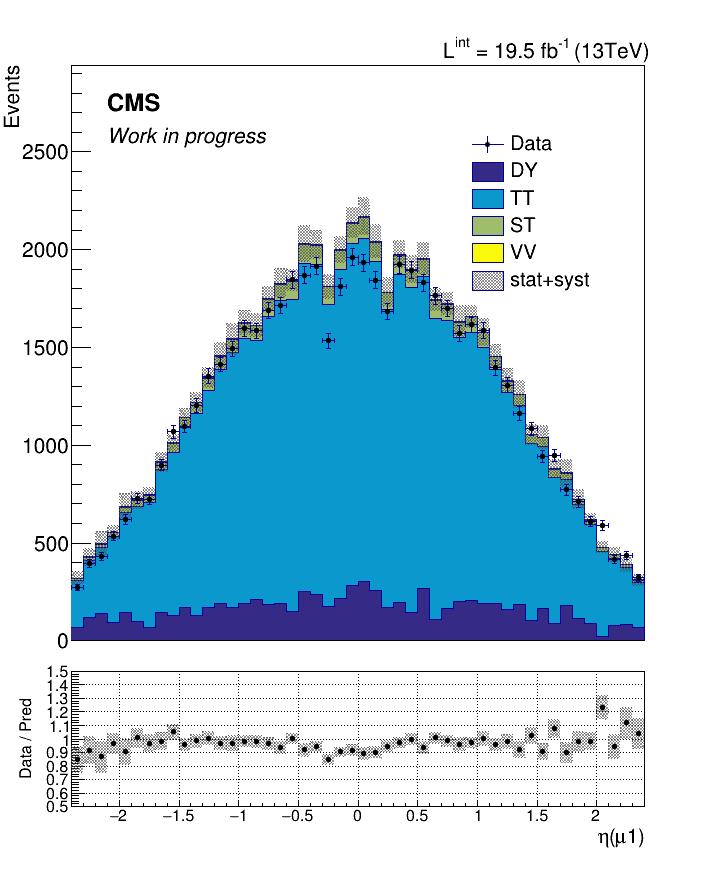 L^int = 19.5 fb^-1 (13TeV)
Events
CMS
Work in progress
Data
DY
TT
ST
VV
stat+syst
2500
2000
1500
1000
500
0
Data / Pred
1.5
1.4
1.3
1.2
1.1
1
0.9
0.8
0.7
0.6
0.5
−2 −1.5 −1 −0.5 0 0.5 1 1.5 2
η(μ1)